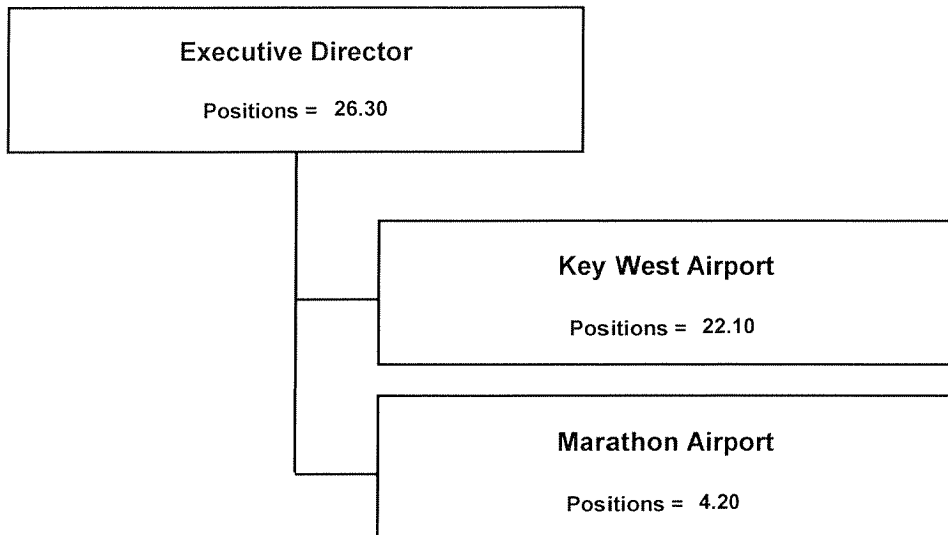 Executive Director
Positions = 26.30
Key West Airport
Positions = 22.10
Marathon Airport
Positions = 4.20